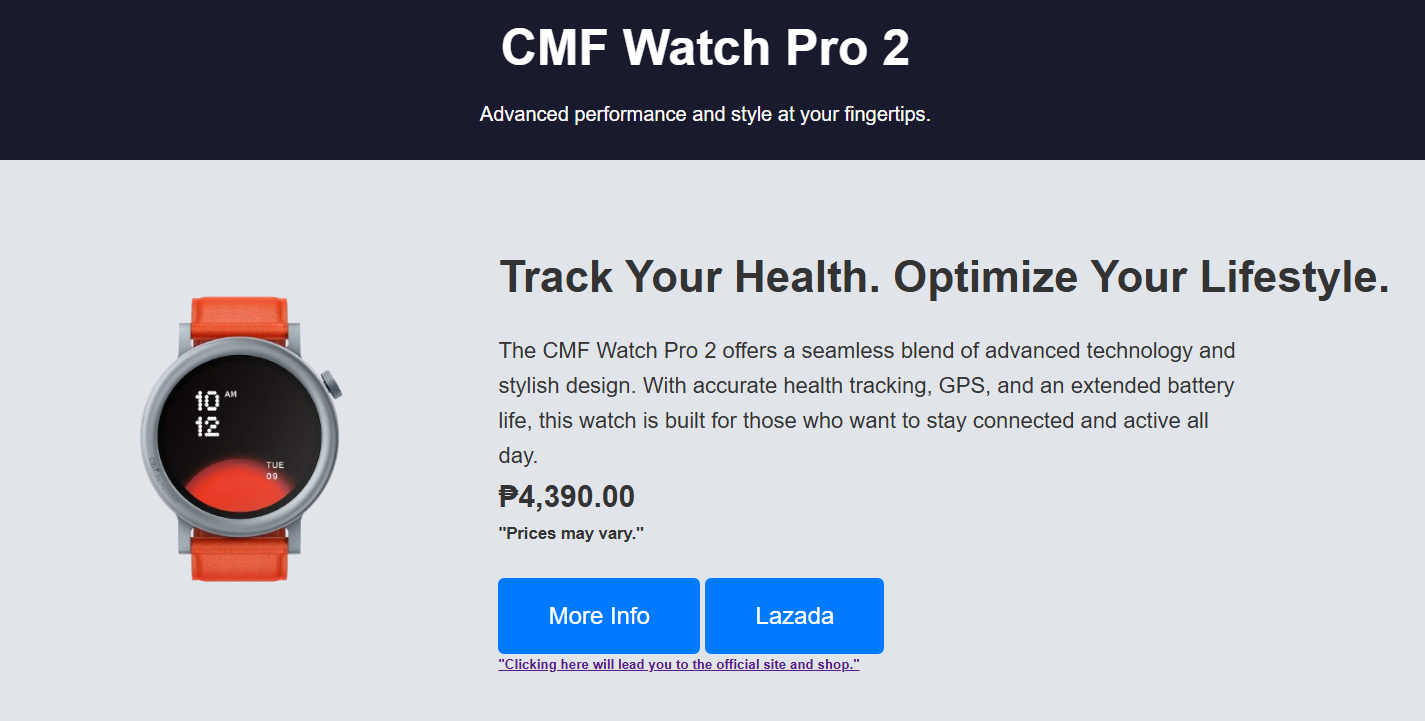 CMF Watch Pro 2
Advanced performance and style at your fingertips.
Track Your Health. Optimize Your Lifestyle.
10 AM
12
TUE
09
The CMF Watch Pro 2 offers a seamless blend of advanced technology and
stylish design. With accurate health tracking, GPS, and an extended battery
life, this watch is built for those who want to stay connected and active all
day.
₱4,390.00
"Prices may vary."
More Info
Lazada
"Clicking here will lead you to the official site and shop."